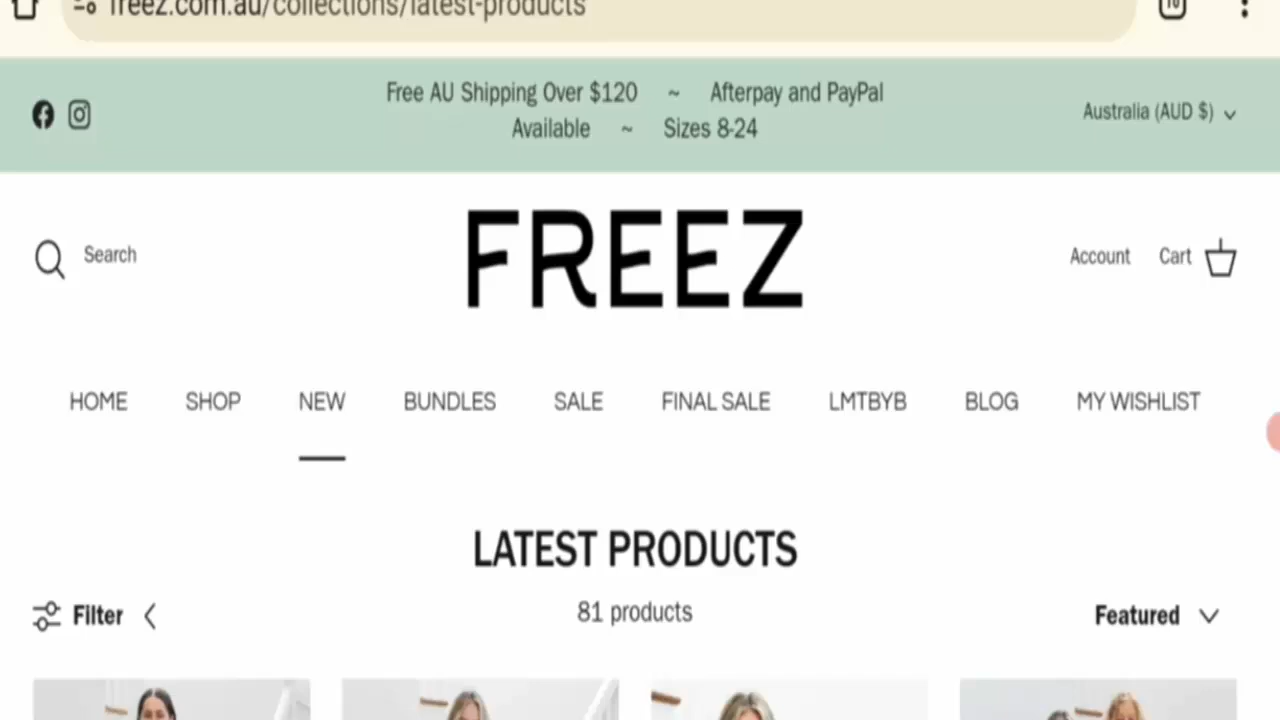 freez.com.au/collections/latest-products
Free AU Shipping Over $120 ~ Afterpay and PayPal
Available ~ Sizes 8-24
Australia (AUD $)
Search
FREEZ
Account Cart
HOME SHOP NEW BUNDLES SALE FINAL SALE LMTBYB BLOG MY WISHLIST
LATEST PRODUCTS
81 products
Filter
Featured